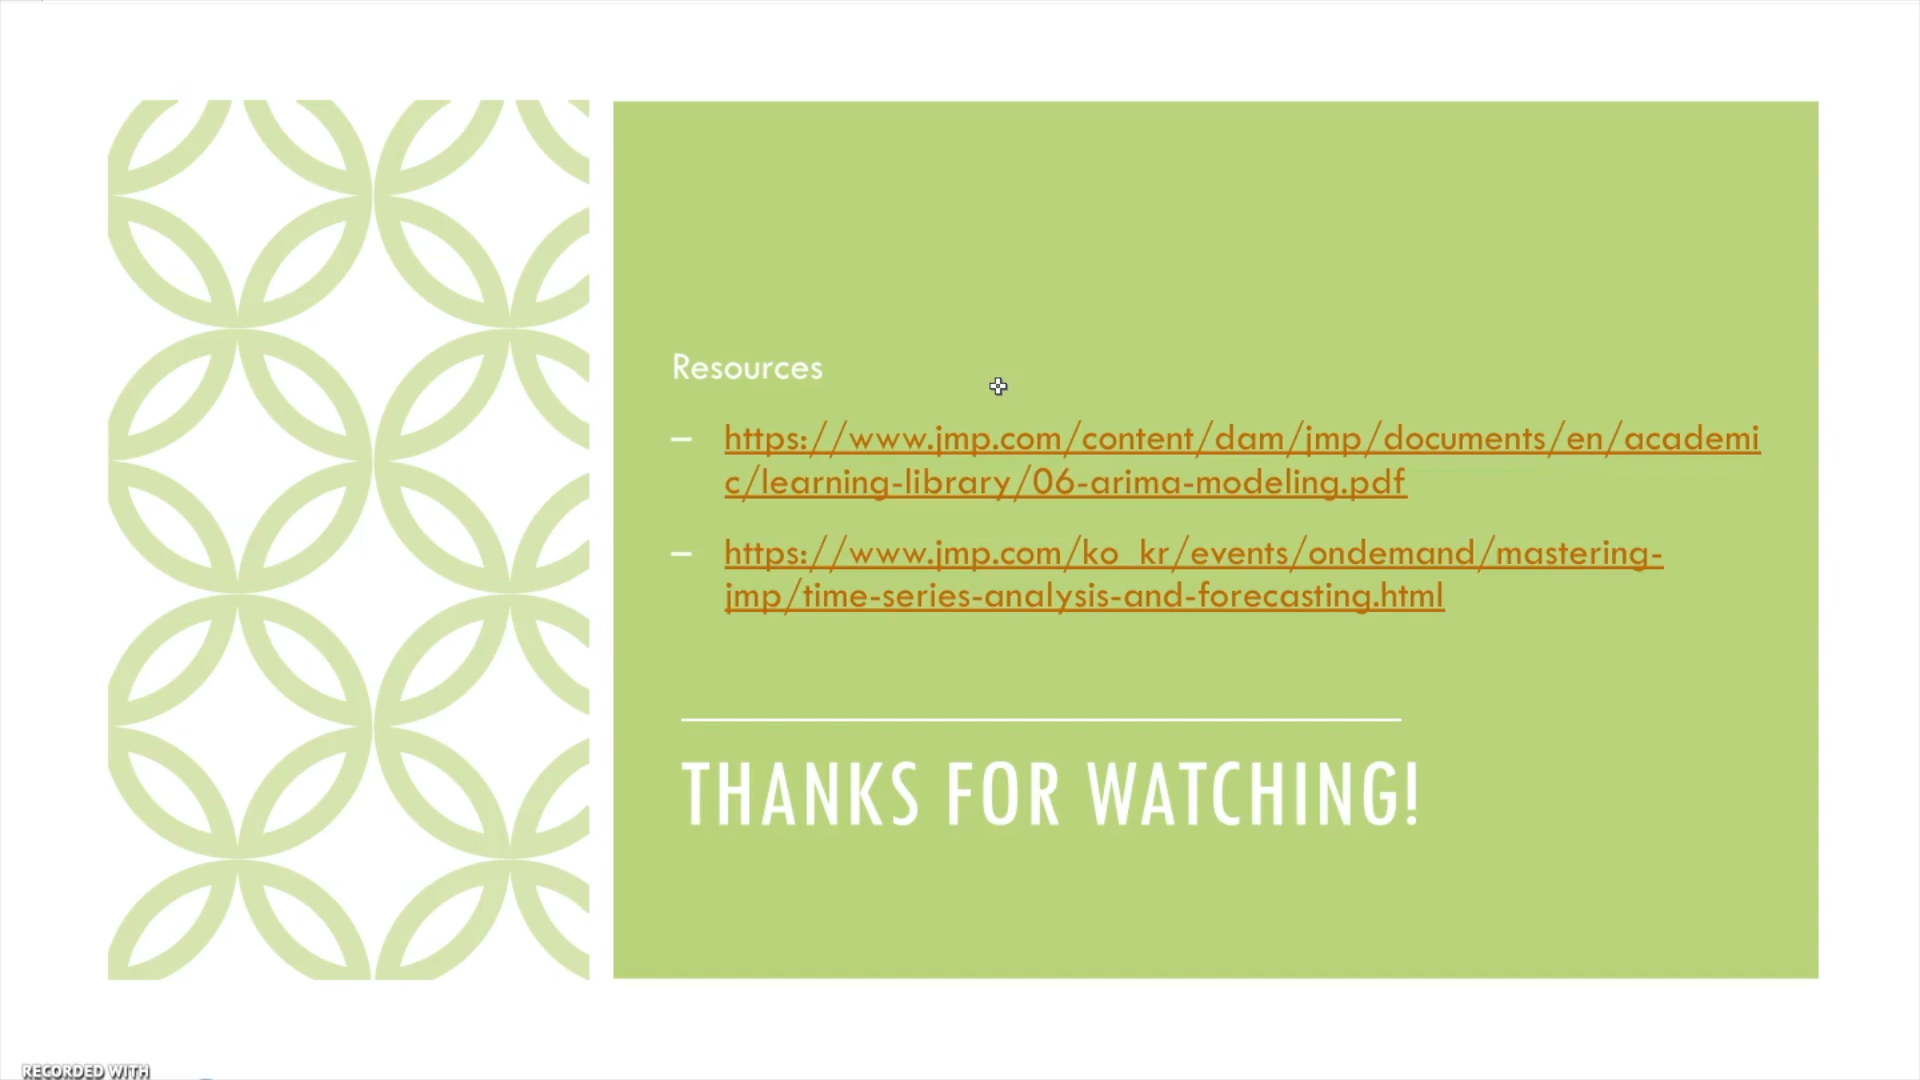 Resources
– https://www.jmp.com/content/dam/jmp/documents/en/academi
c/learning-library/06-arima-modeling.pdf
– https://www.jmp.com/ko_kr/events/ondemand/mastering-
jmp/time-series-analysis-and-forecasting.html
THANKS FOR WATCHING!
RECORDED WITH